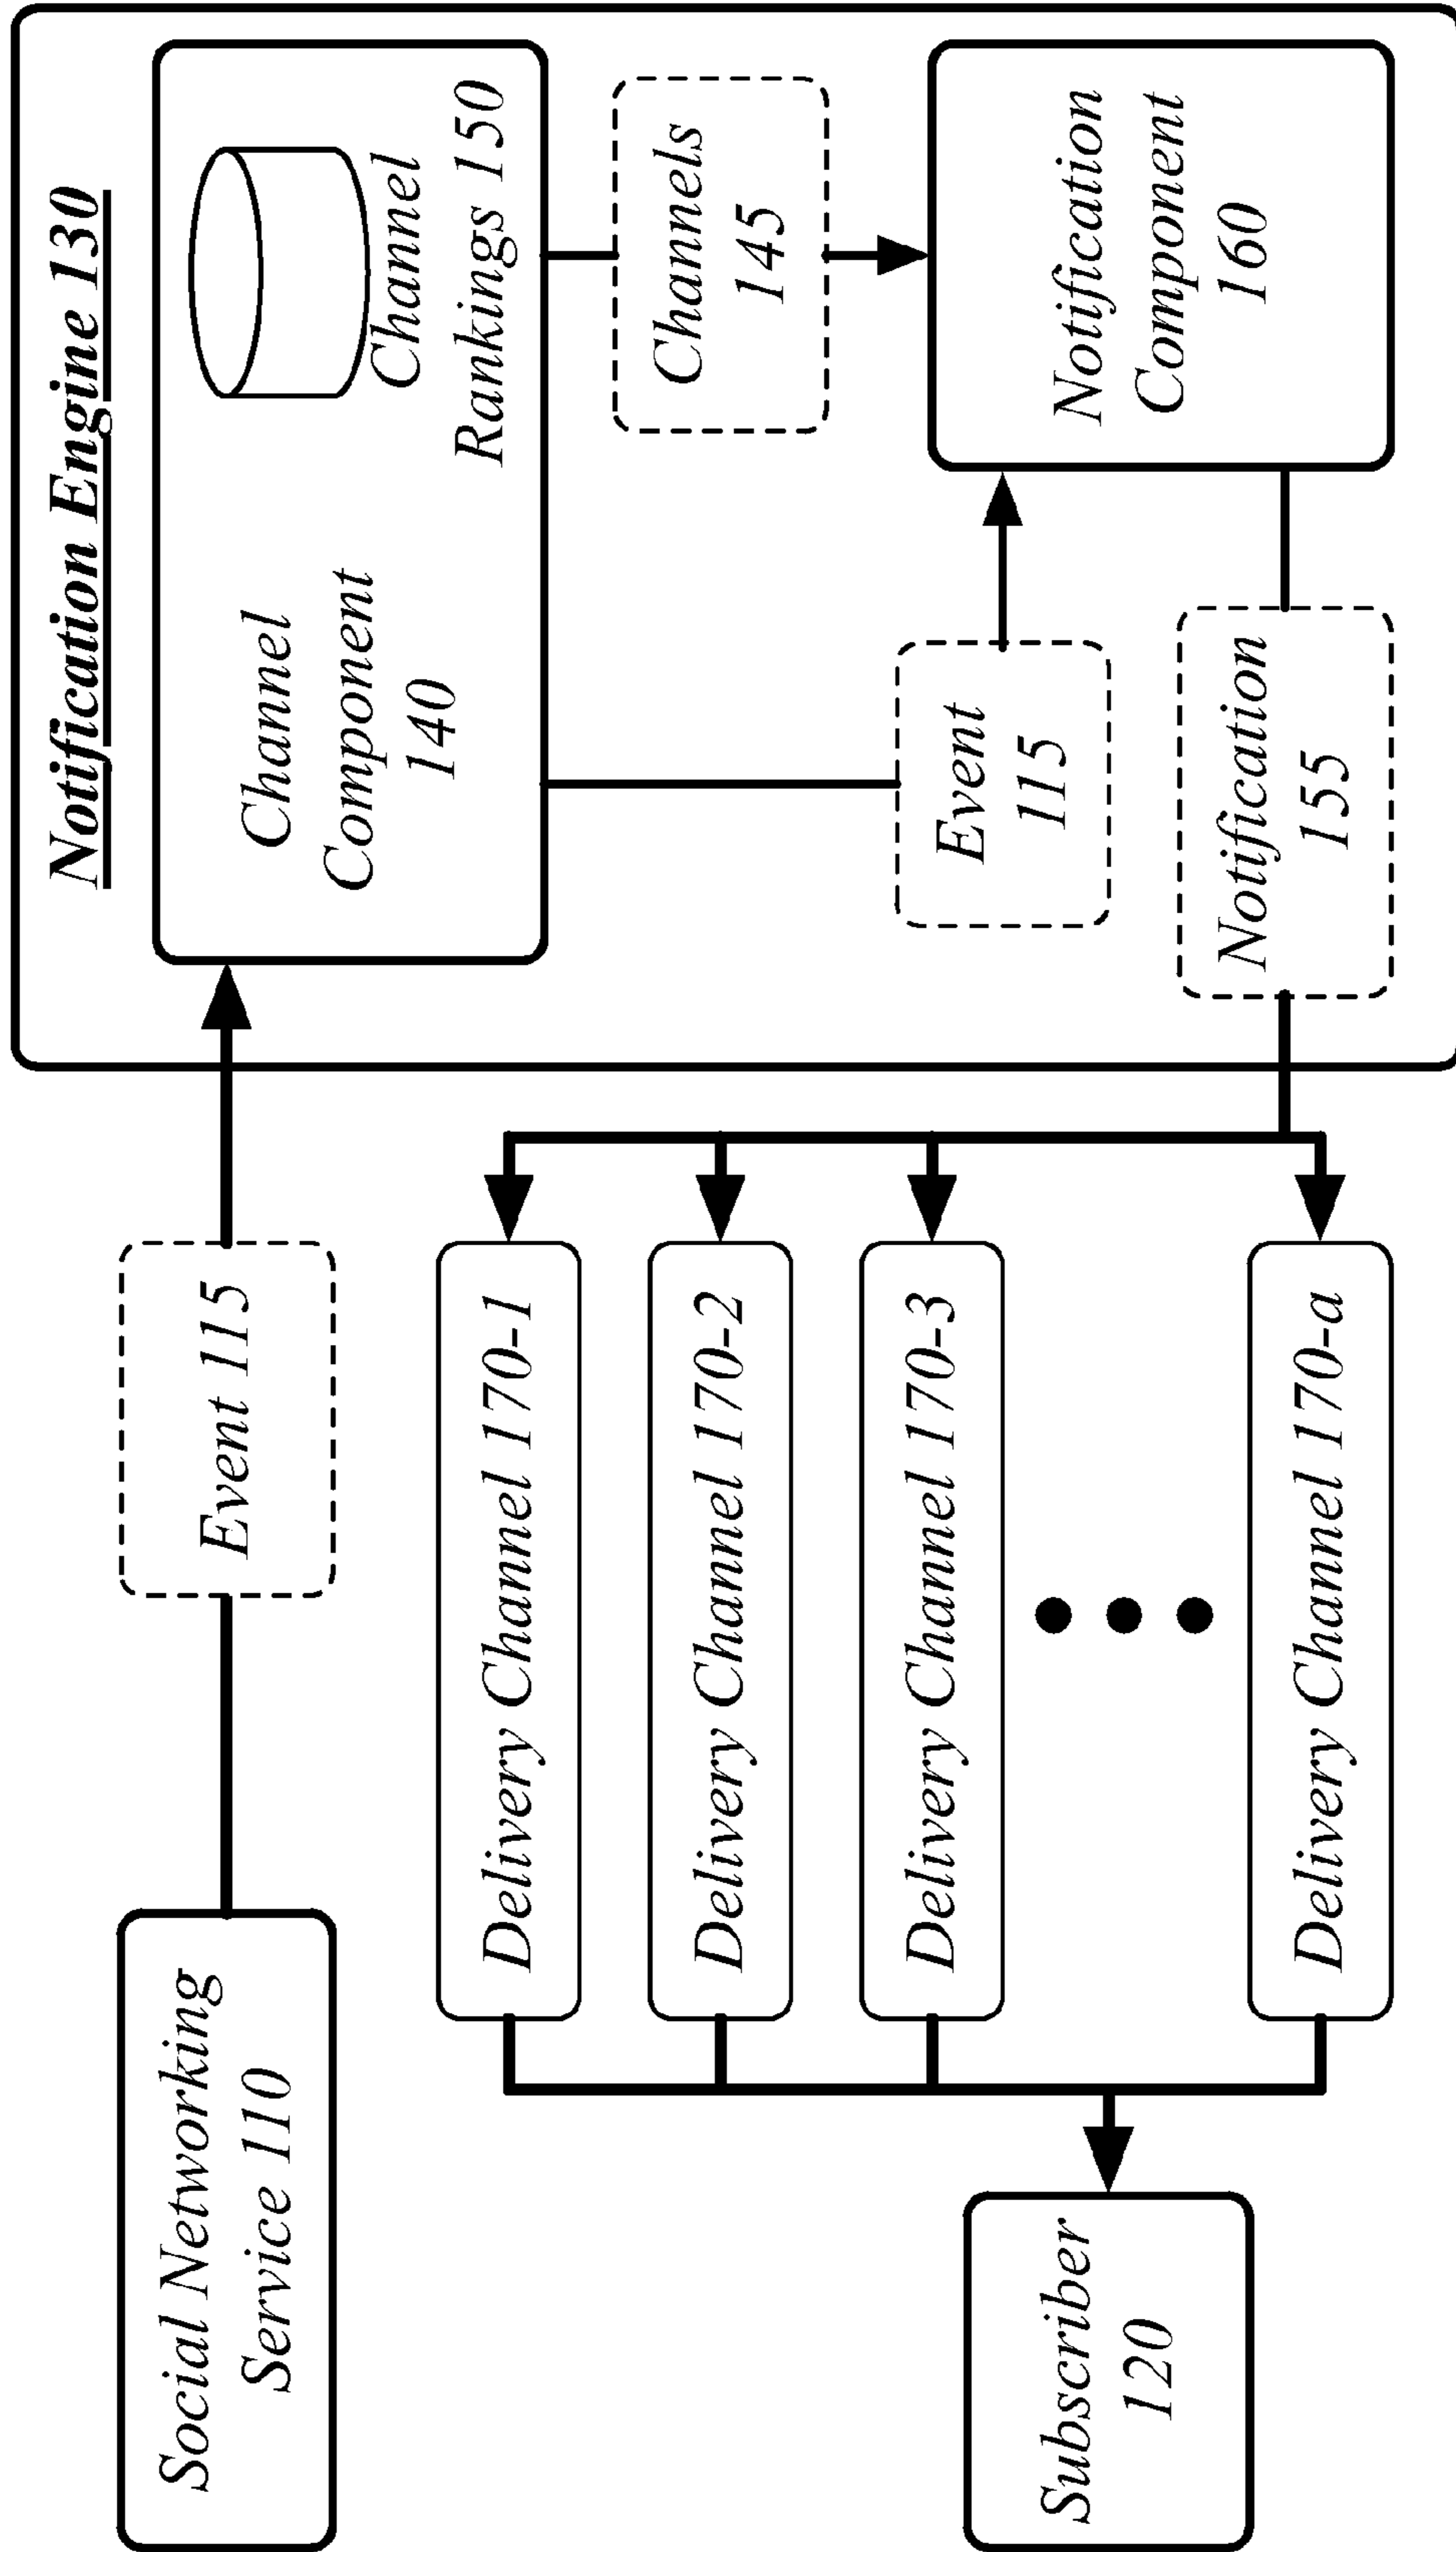 Social Networking
Service 110
Event 115
Notification Engine 130
Channel
Component
140
Channel
Rankings 150
Channels
145
Event
115
Notification
Component
160
Notification
155
Delivery Channel 170-1
Delivery Channel 170-2
Delivery Channel 170-3
Delivery Channel 170-a
Subscriber
120